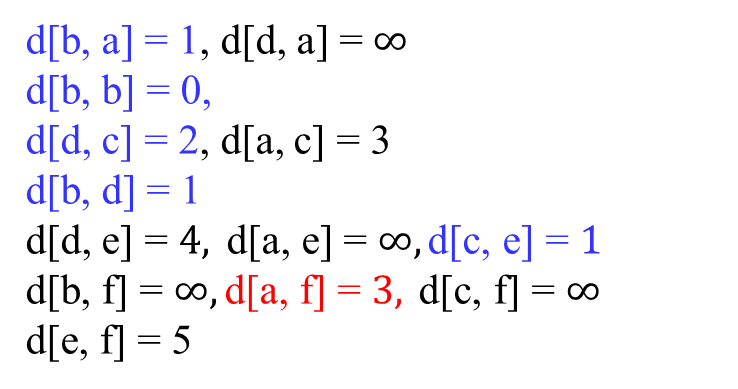 d[b, a] = 1, d[d, a] = ∞
d[b, b] = 0,
d[d, c] = 2, d[a, c] = 3
d[b, d] = 1
d[d, e] = 4, d[a, e] = ∞, d[c, e] = 1
d[b, f] = ∞, d[a, f] = 3, d[c, f] = ∞
d[e, f] = 5